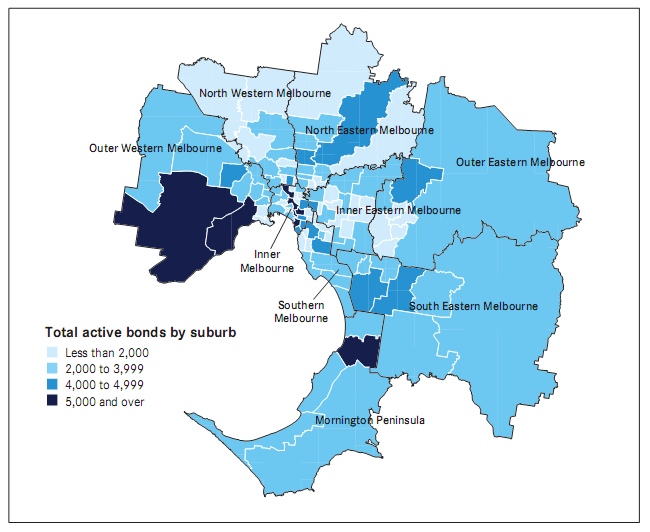 North Western Melbourne
North Eastern Melbourne
Outer Western Melbourne
Outer Eastern Melbourne
Inner Eastern Melbourne
Inner
Melbourne
Southern
Melbourne
South Eastern Melbourne
Total active bonds by suburb
Less than 2,000
2,000 to 3,999
4,000 to 4,999
5,000 and over
Mornington Peninsula